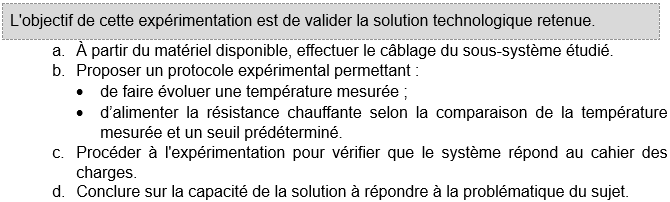 L'objectif de cette expérimentation est de valider la solution technologique retenue.
a. À partir du matériel disponible, effectuer le câblage du sous-système étudié.
b. Proposer un protocole expérimental permettant :
• de faire évoluer une température mesurée ;
• d’alimenter la résistance chauffante selon la comparaison de la température
mesurée et un seuil prédéterminé.
c. Procéder à l'expérimentation pour vérifier que le système répond au cahier des
charges.
d. Conclure sur la capacité de la solution à répondre à la problématique du sujet.